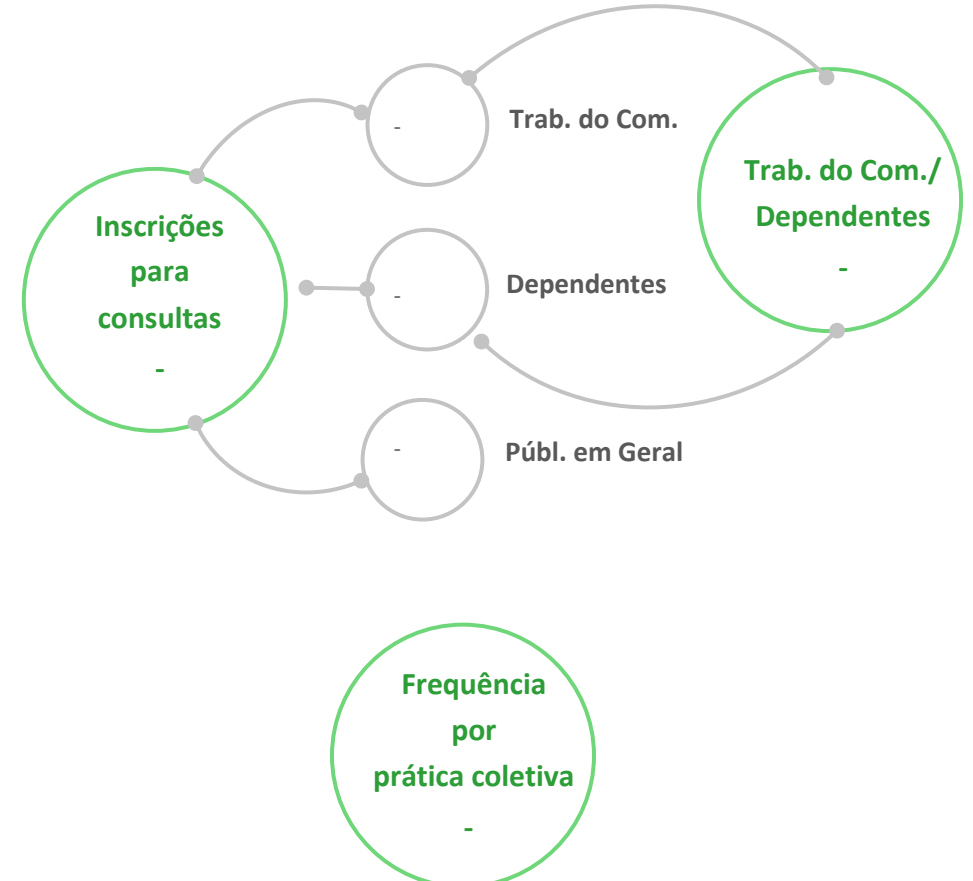 Inscrições
para
consultas
-
-
Trab. do Com.
-
Dependentes
-
Públ. em Geral
Trab. do Com./
Dependentes
-
Frequência
por
prática coletiva
-